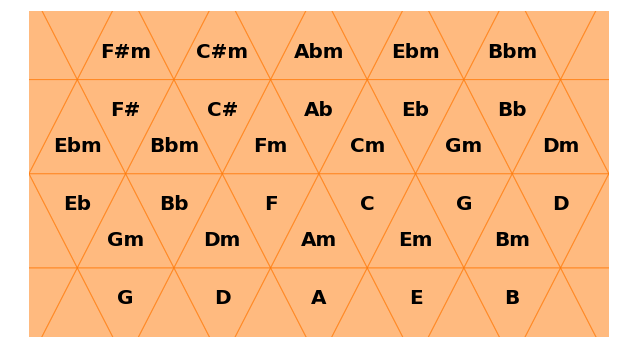 F#m C#m Abm Ebm Bbm
F# C# Ab Eb Bb
Ebm Bbm Fm Cm Gm Dm
Eb Bb F C G D
Gm Dm Am Em Bm
G D A E B